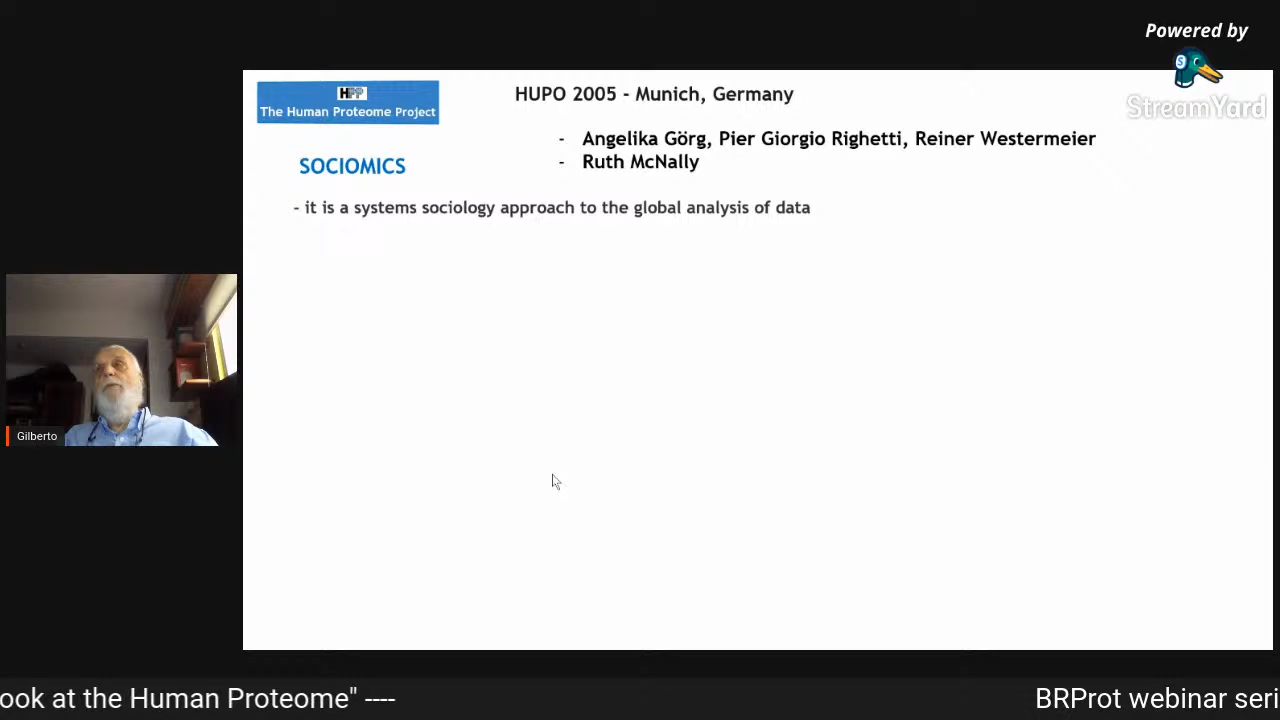 Powered by
StreamYard
HPP
The Human Proteome Project
HUPO 2005 - Munich, Germany
- Angelika Görg, Pier Giorgio Righetti, Reiner Westermeier
- Ruth McNally
SOCIOMICS
- it is a systems sociology approach to the global analysis of data
Gilberto
ook at the Human Proteome" ---- BRProt webinar seri